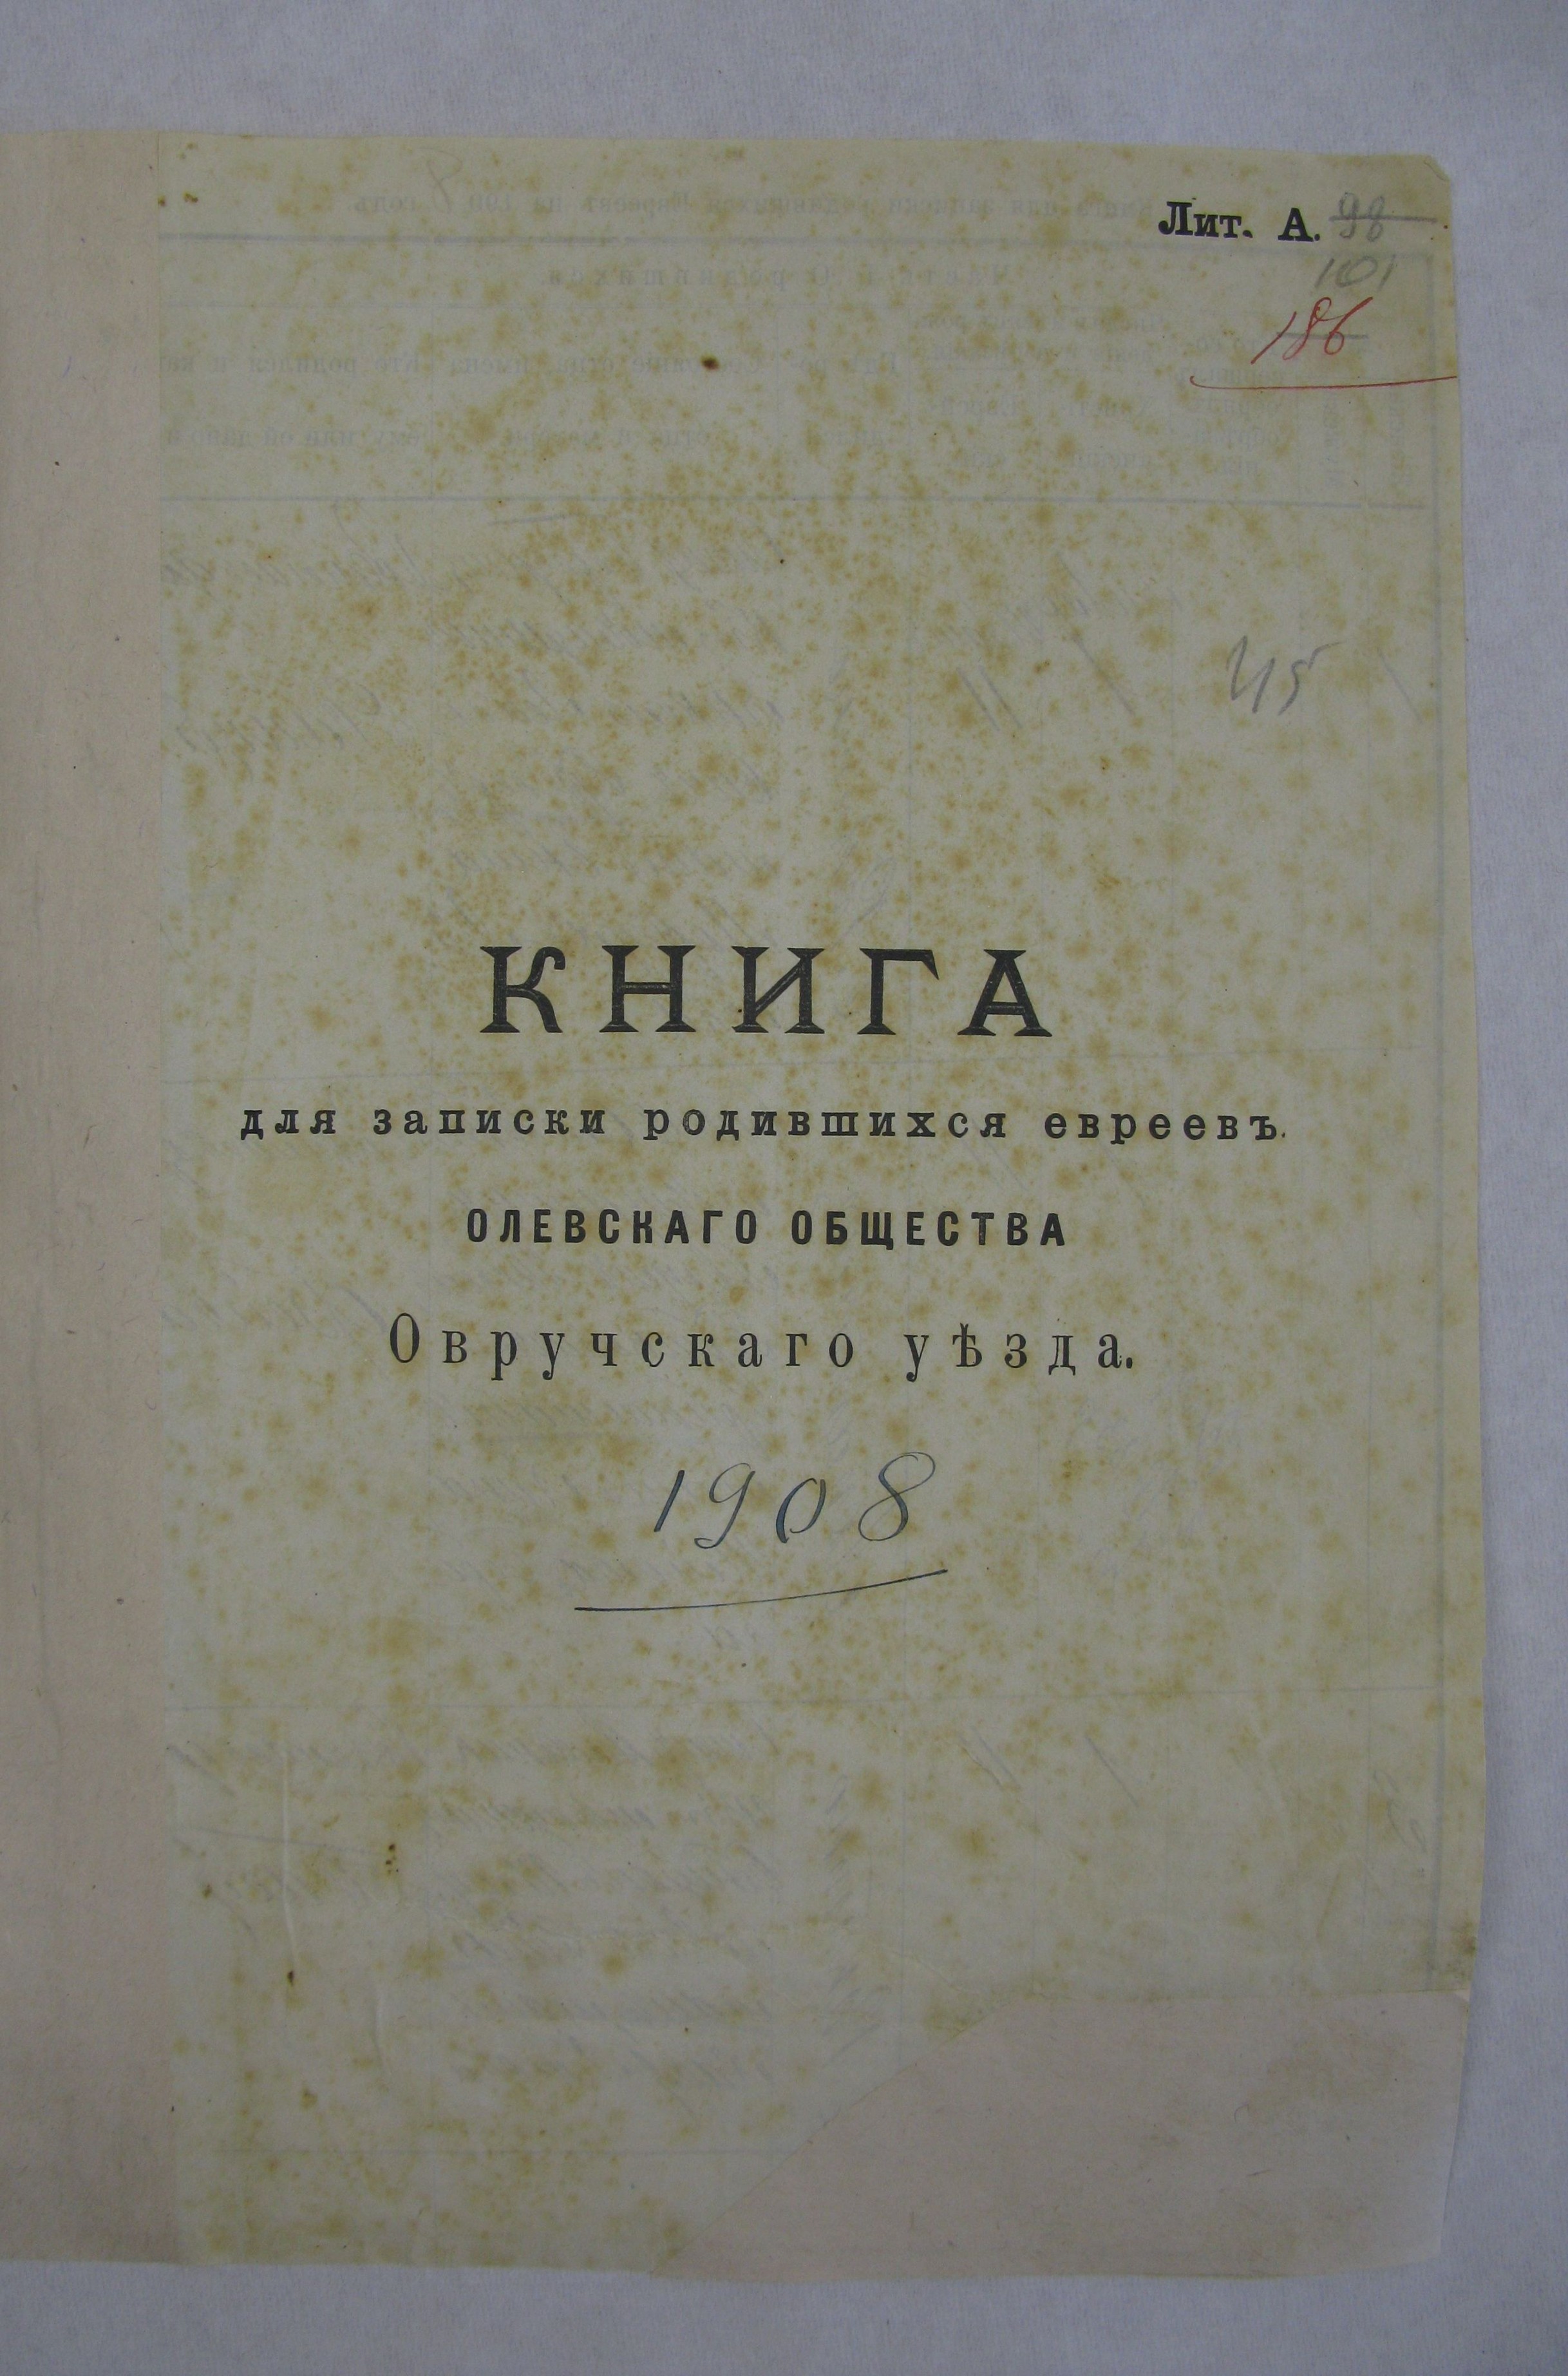 Лит. А. 98
101
186
45
КНИГА
для записки родившихся евреевъ.
ОЛЕВСКАГО ОБЩЕСТВА
Овручскаго уѣзда.
1908